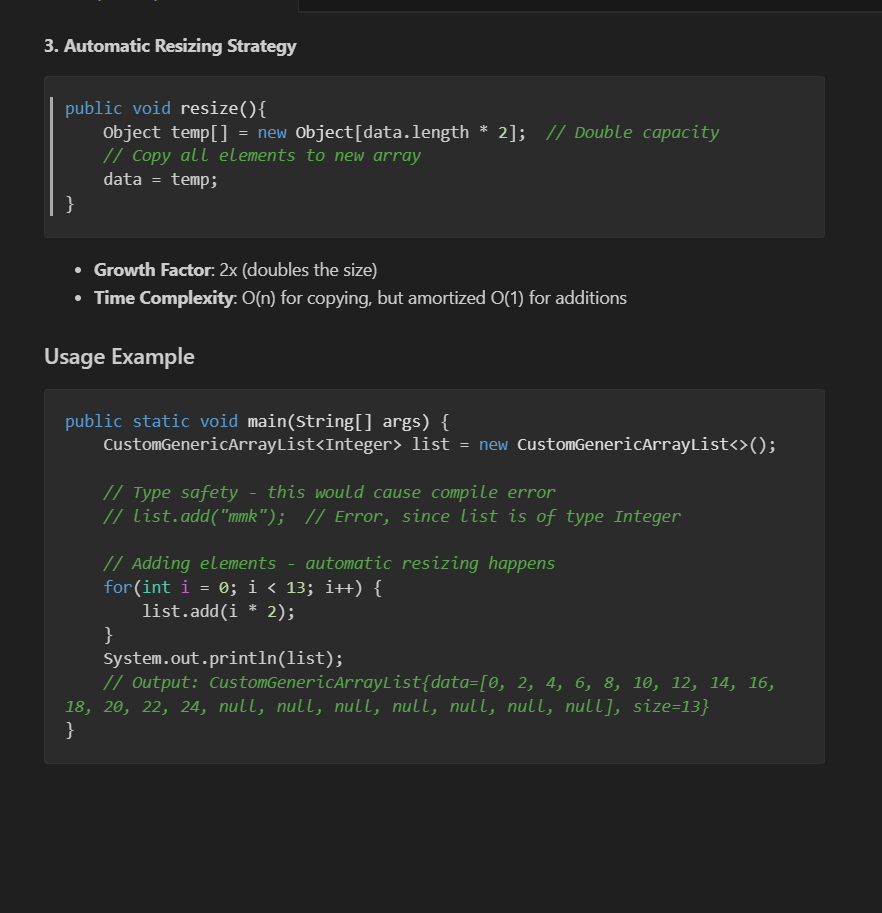 3. Automatic Resizing Strategy
public void resize(){
    Object temp[] = new Object[data.length * 2];  // Double capacity
    // Copy all elements to new array
    data = temp;
}
• Growth Factor: 2x (doubles the size)
• Time Complexity: O(n) for copying, but amortized O(1) for additions
Usage Example
public static void main(String[] args) {
    CustomGenericArrayList<Integer> list = new CustomGenericArrayList<>();
    // Type safety - this would cause compile error
    // list.add("mmk");  // Error, since list is of type Integer
    // Adding elements - automatic resizing happens
    for(int i = 0; i < 13; i++) {
        list.add(i * 2);
    }
    System.out.println(list);
    // Output: CustomGenericArrayList{data=[0, 2, 4, 6, 8, 10, 12, 14, 16,
18, 20, 22, 24, null, null, null, null, null, null, null], size=13}
}